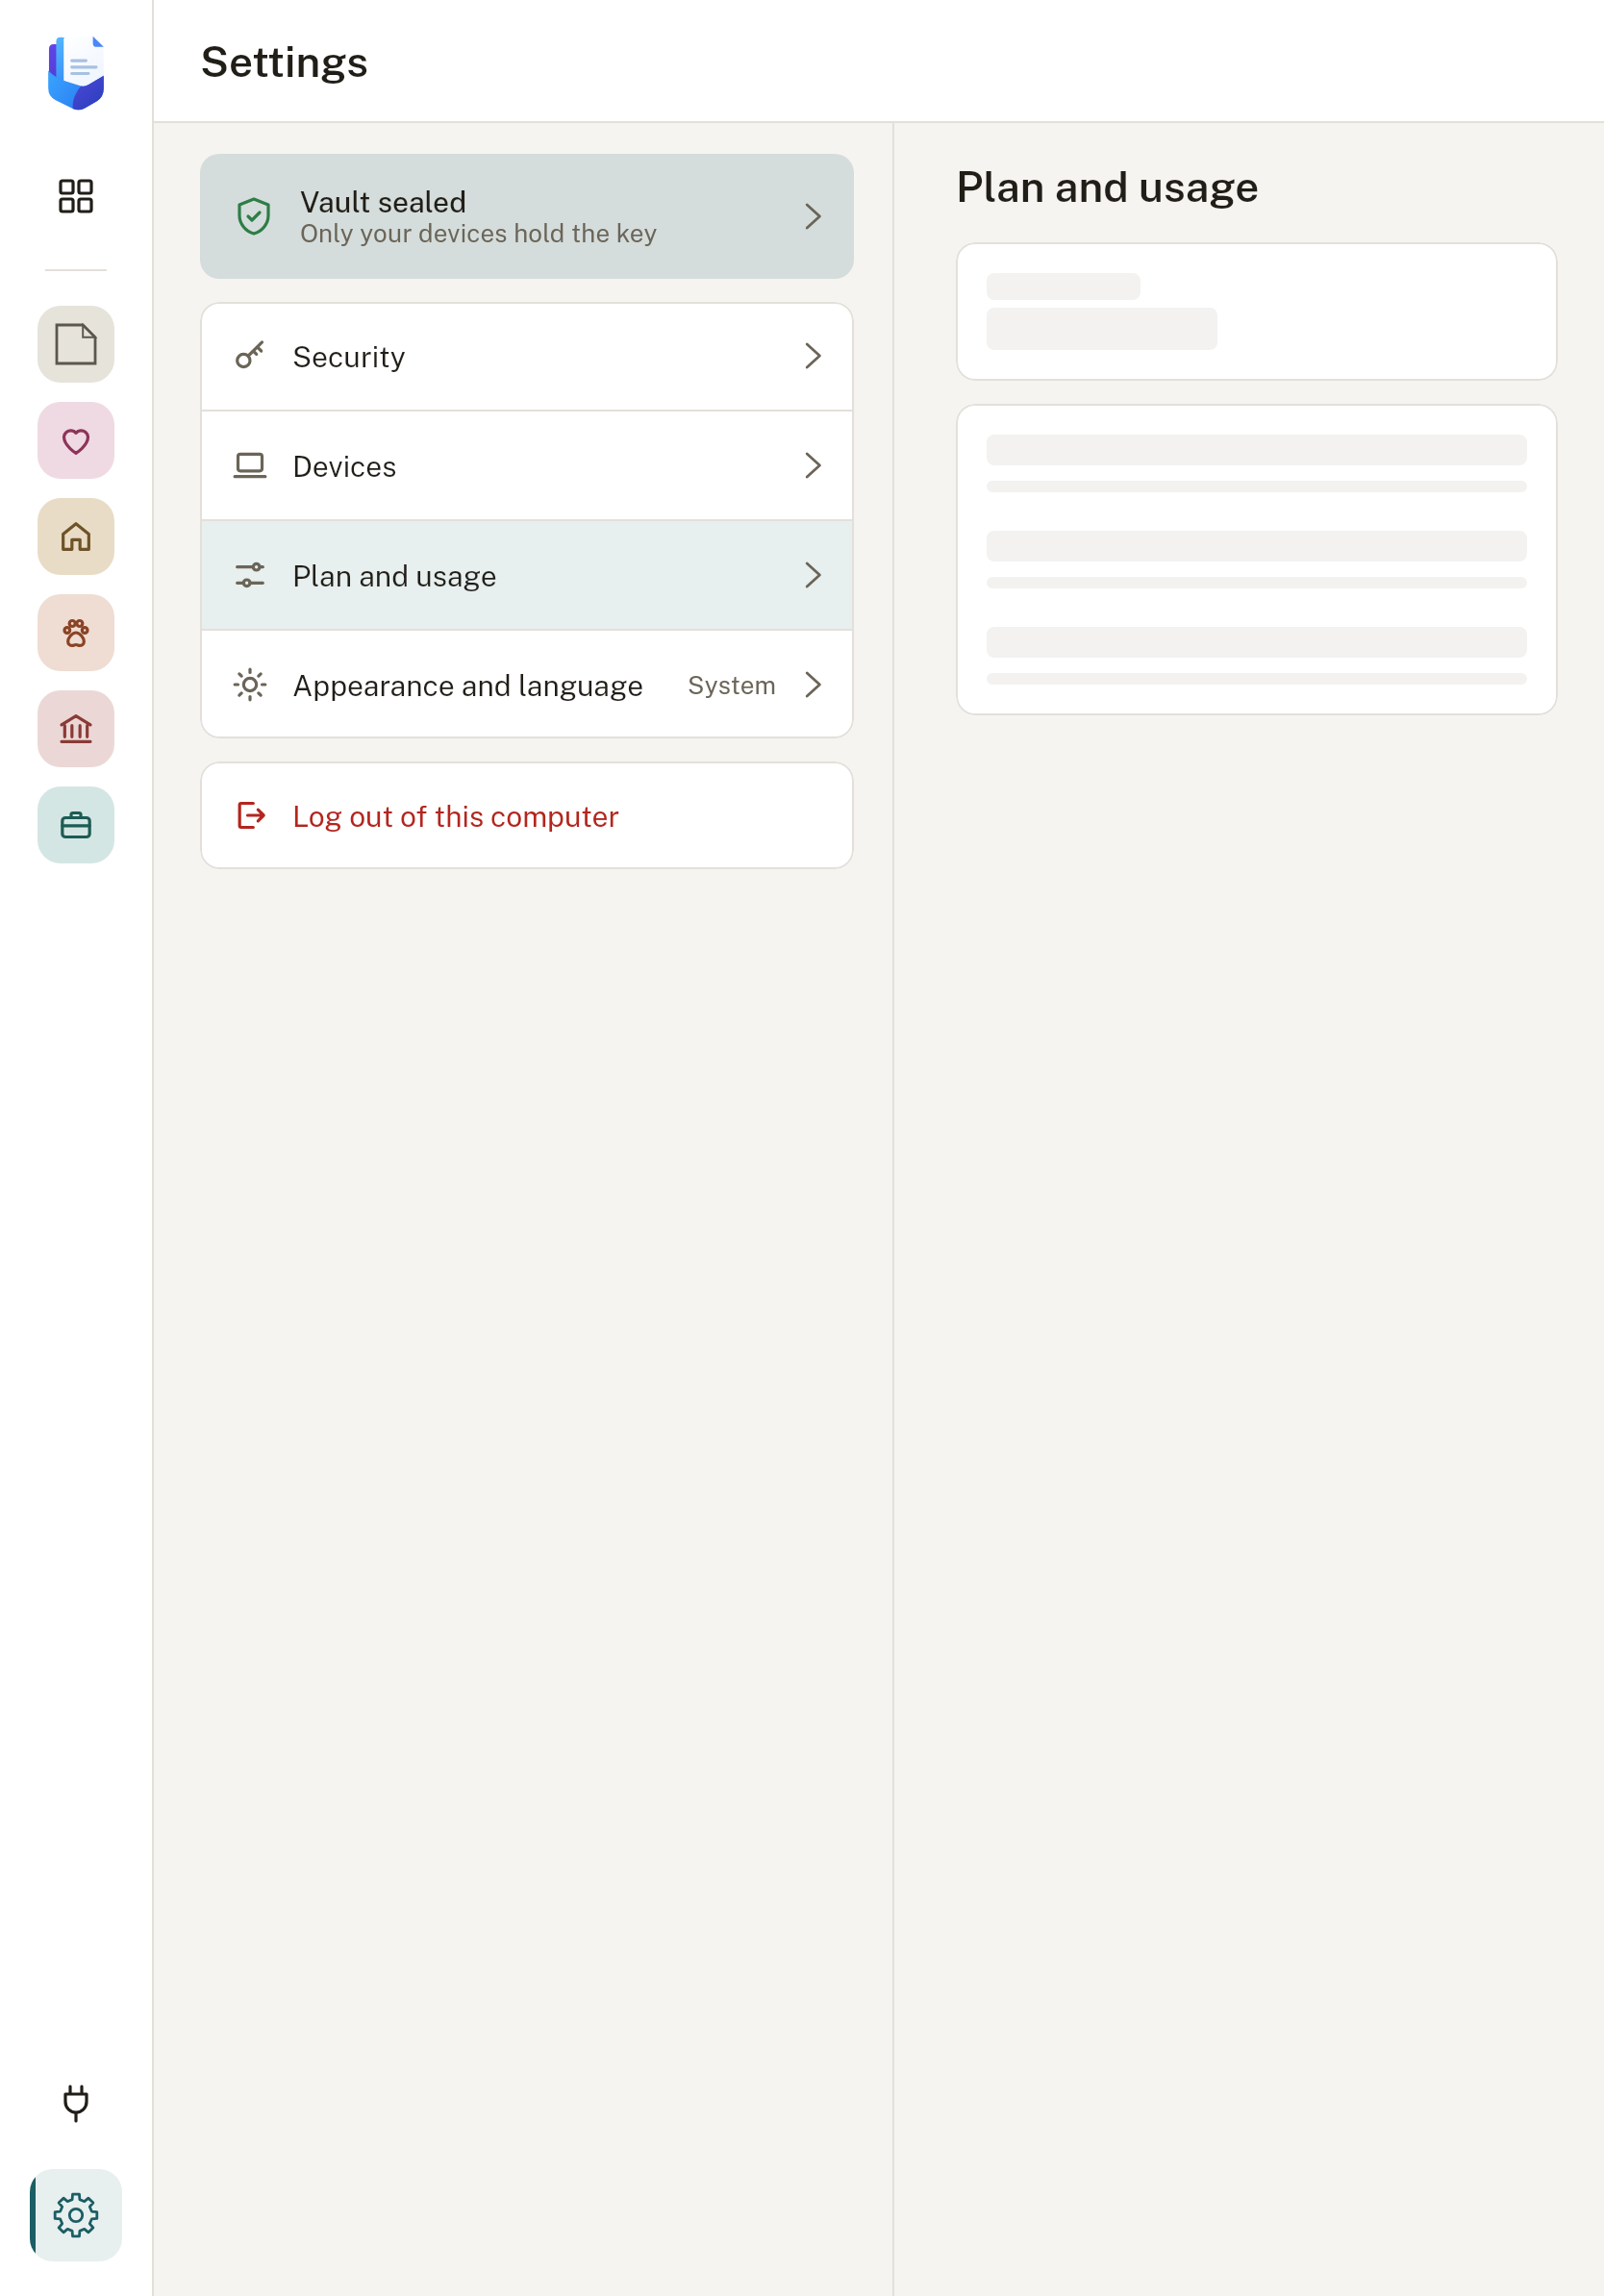 Settings
Vault sealed
Only your devices hold the key
Security
Devices
Plan and usage
Appearance and language System
Log out of this computer
Plan and usage